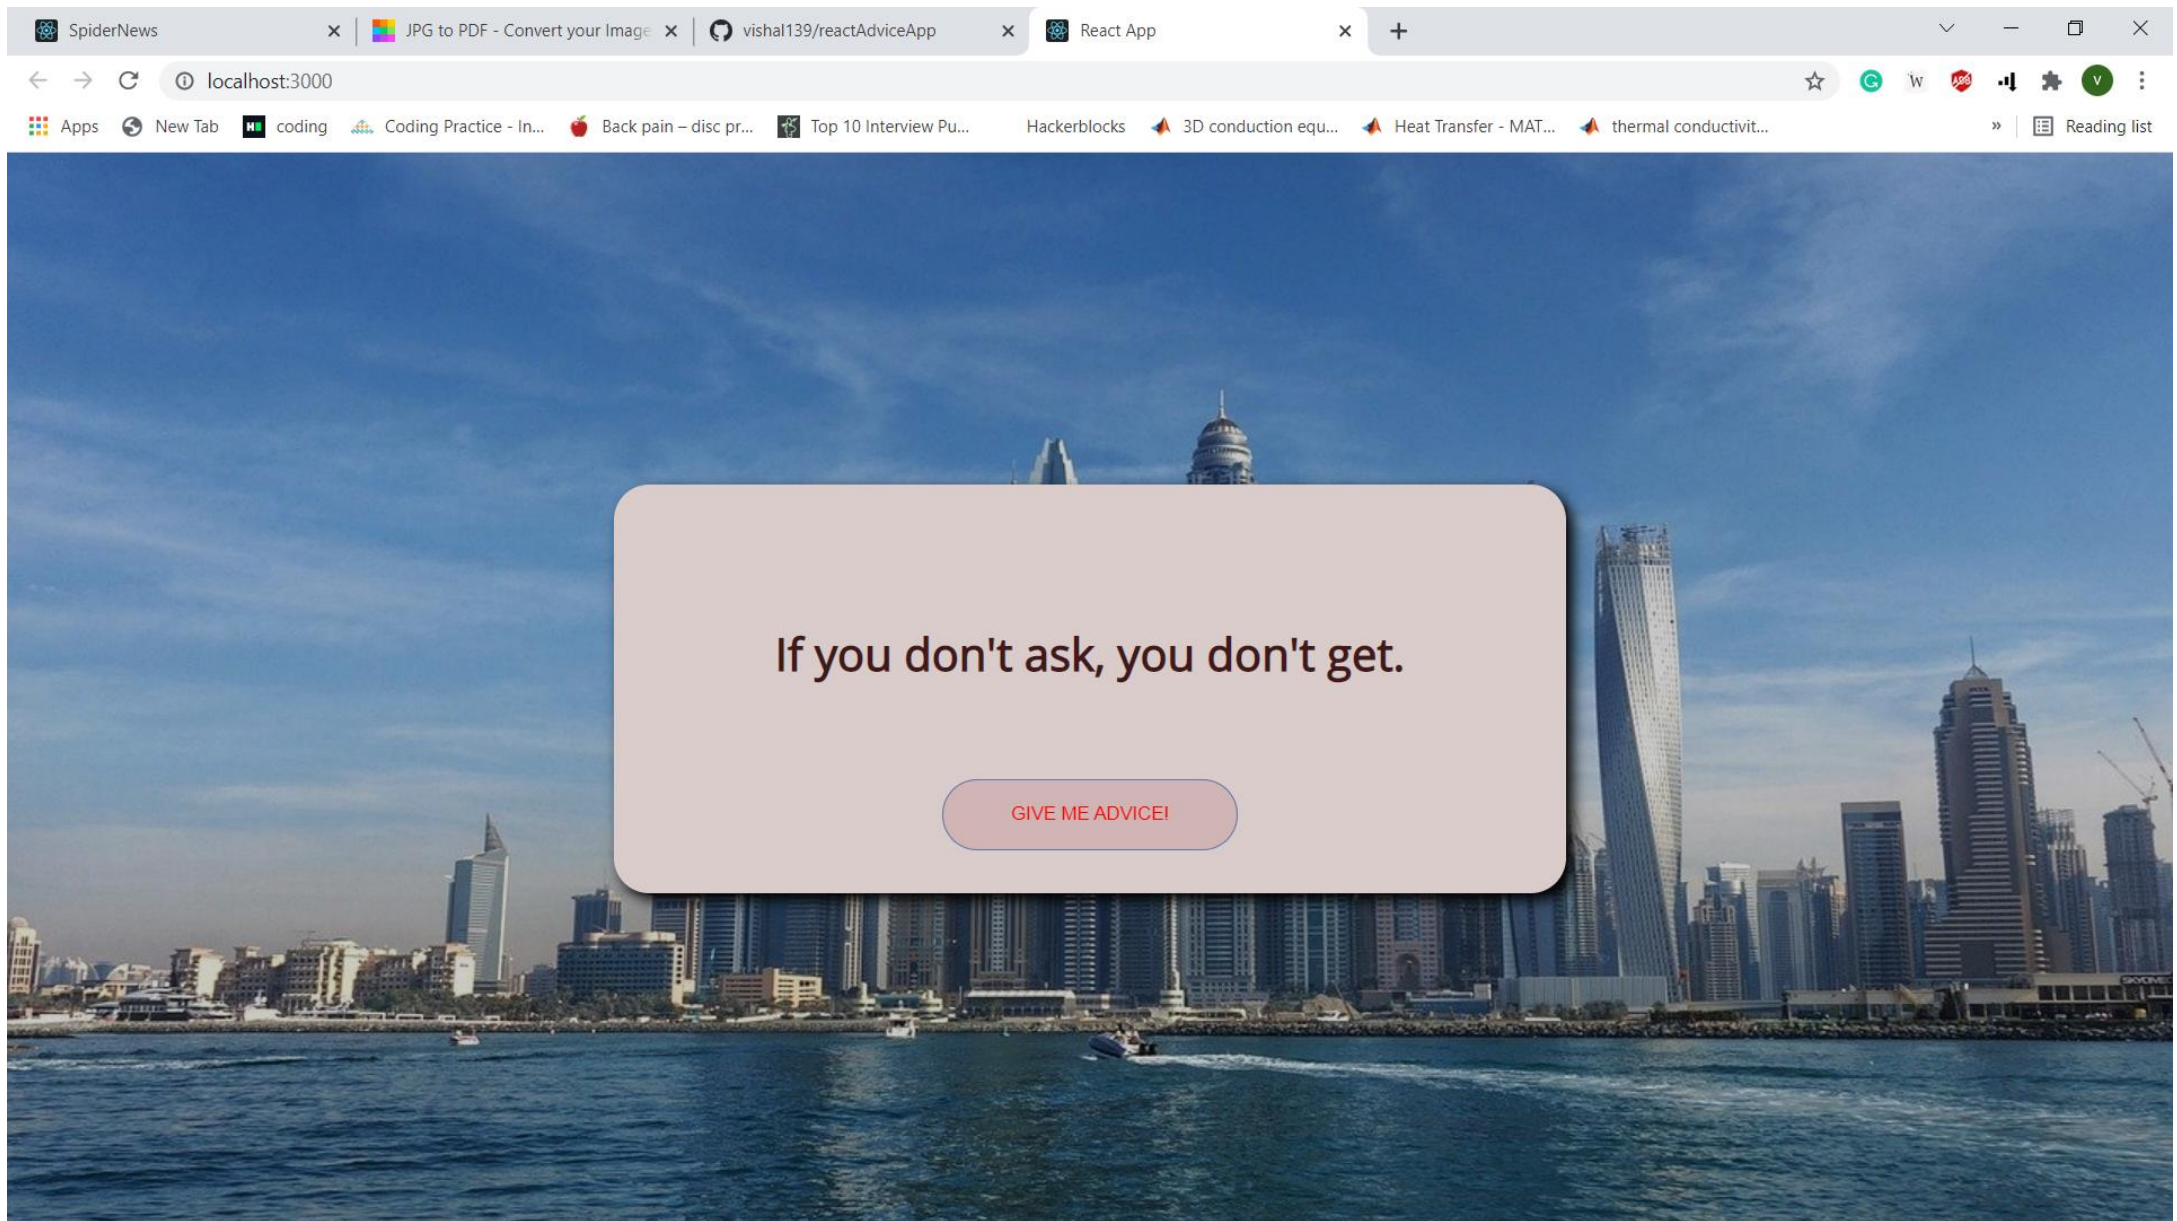 SpiderNews
JPG to PDF - Convert your Image
vishal139/reactAdviceApp
React App
localhost:3000
W
ABP
V
Apps
New Tab
H
coding
Coding Practice - In...
Back pain – disc pr...
Top 10 Interview Pu...
Hackerblocks
3D conduction equ...
Heat Transfer - MAT...
thermal conductivit...
»
Reading list
If you don't ask, you don't get.
GIVE ME ADVICE!